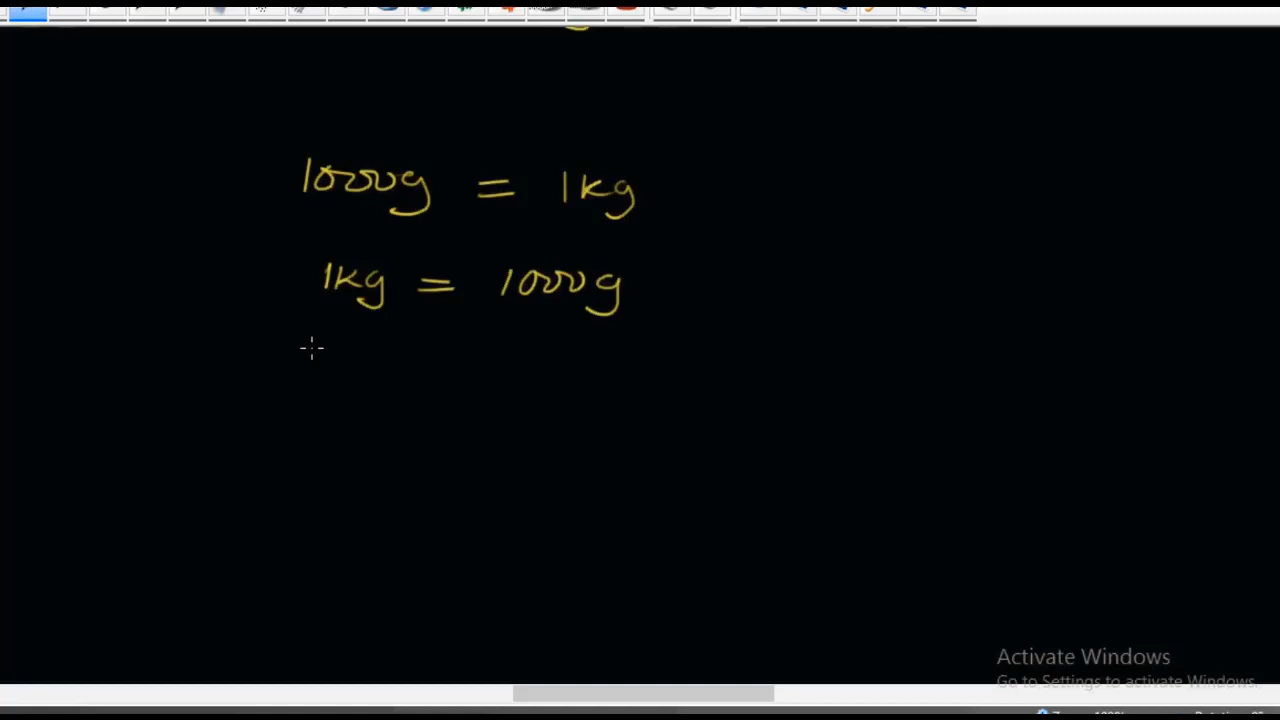 1000g = 1kg
1kg = 1000g
Activate Windows
Go to Settings to activate Windows.